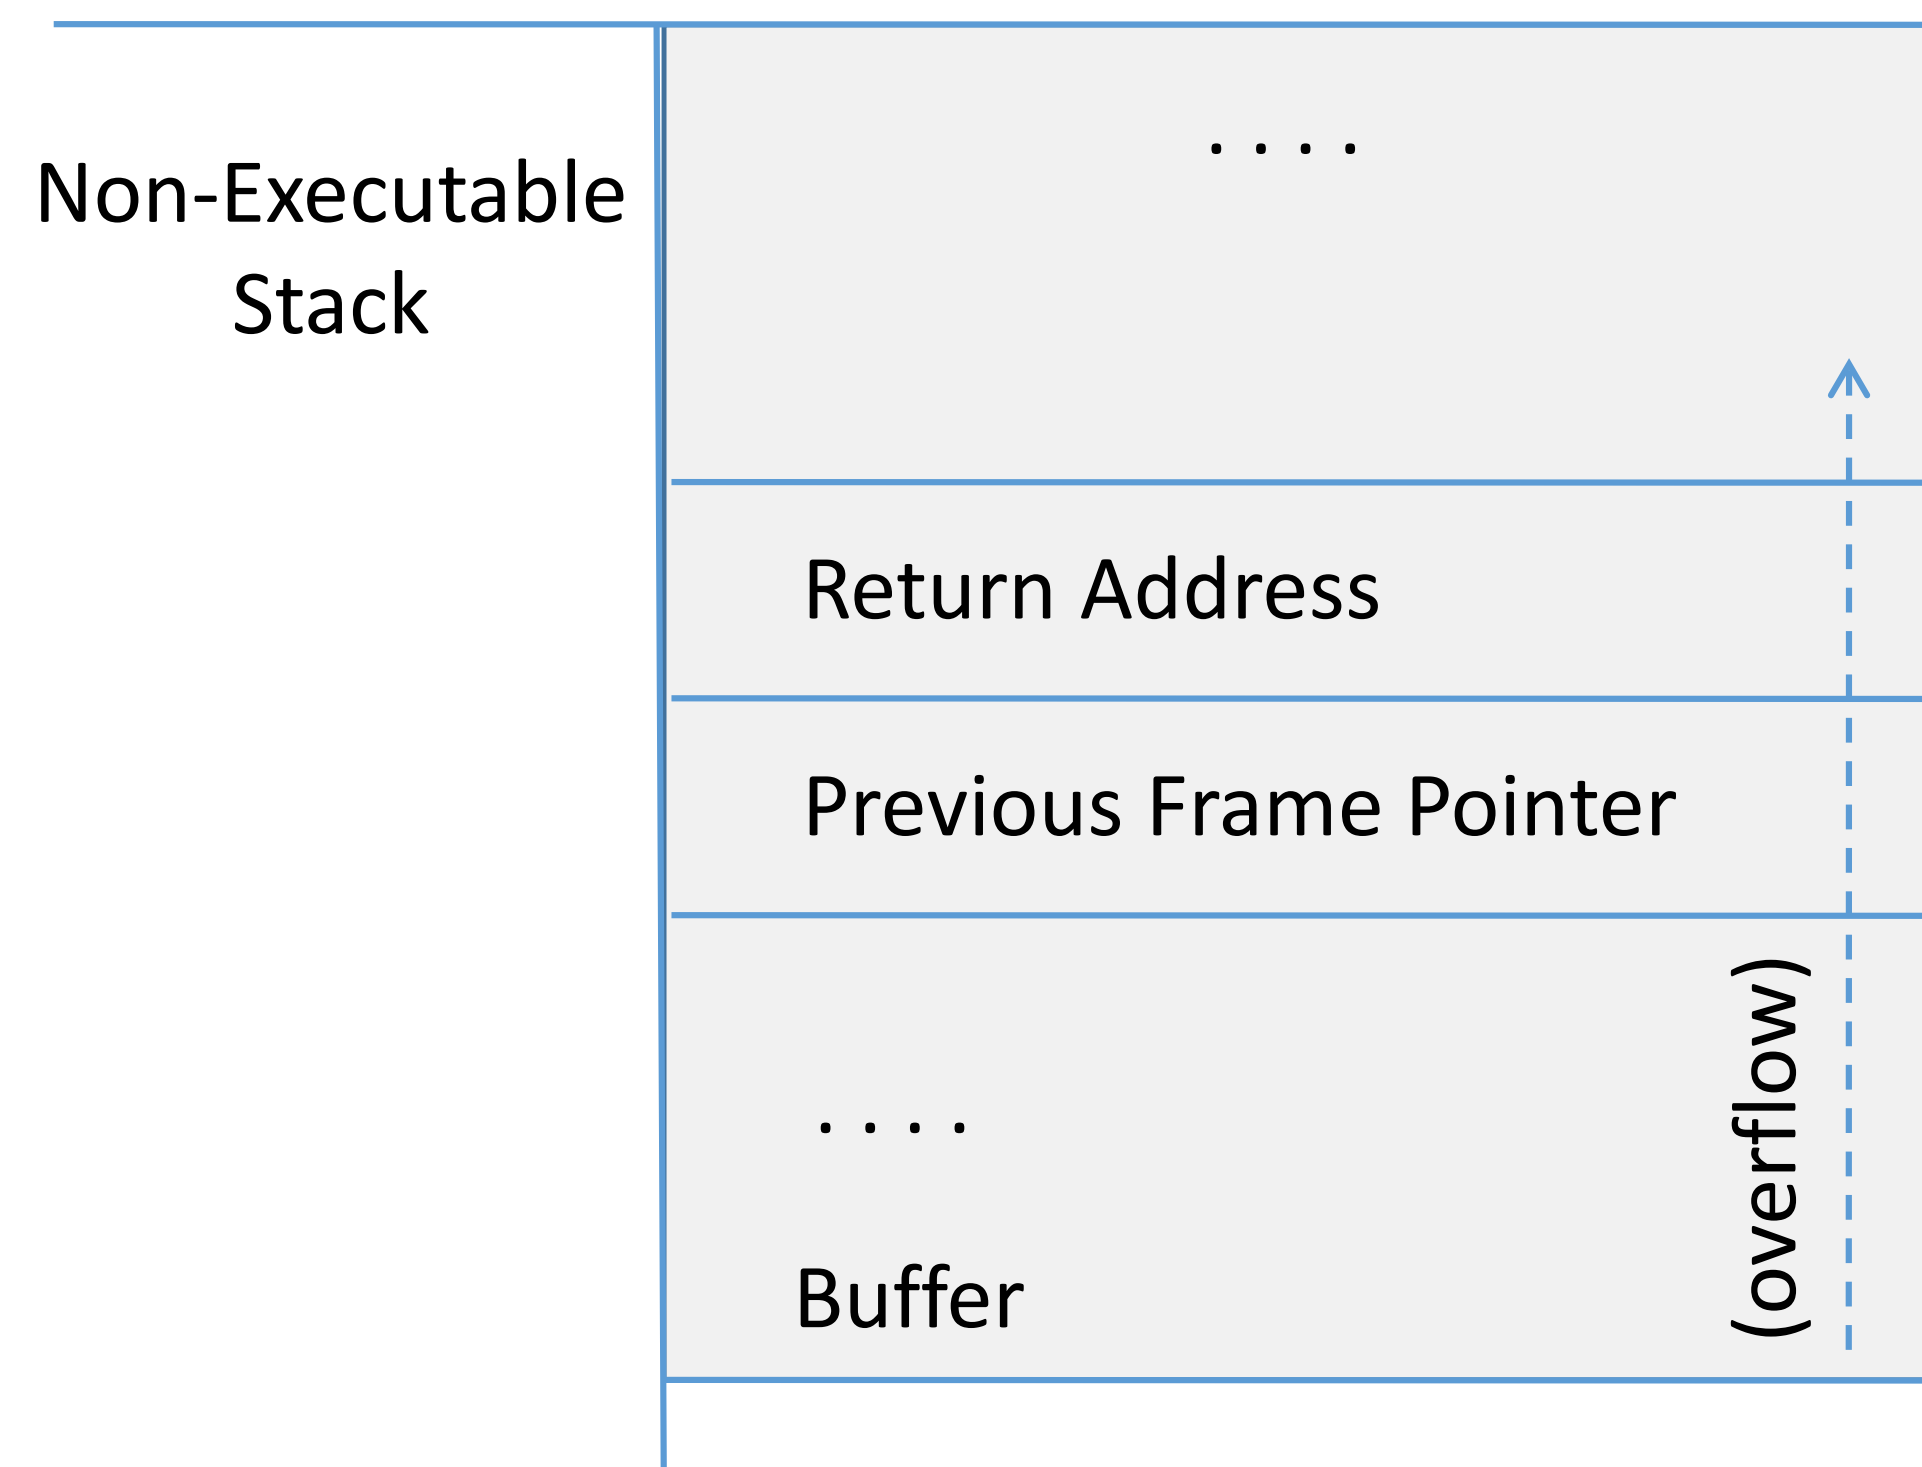 Non-Executable
Stack
. . . .
Return Address
Previous Frame Pointer
. . . .
Buffer
(overflow)